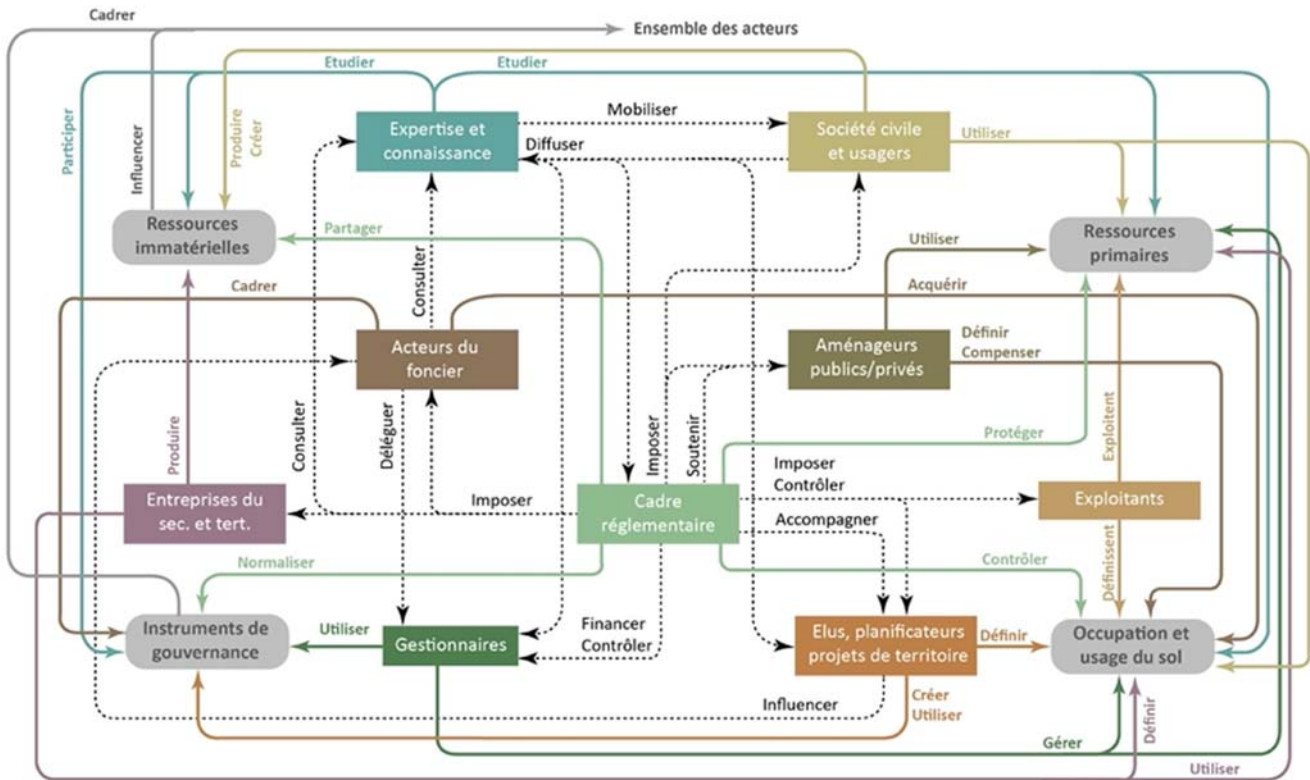 Cadrer
Ensemble des acteurs
Etudier
Etudier
Participer
Influencer
Produire
Créer
Expertise et
connaissance
Mobiliser
Diffuser
Société civile
et usagers
Utiliser
Ressources
immatérielles
Partager
Consulter
Utiliser
Ressources
primaires
Cadrer
Acquérir
Acteurs du
foncier
Aménageurs
publics/privés
Définir
Compenser
Produire
Consulter
Déléguer
Imposer
Soutenir
Protéger
Exploitent
Entreprises du
sec. et tert.
Imposer
Cadre
réglementaire
Imposer
Contrôler
Accompagner
Exploitants
Normaliser
Contrôler
Définissent
Instruments de
gouvernance
Utiliser
Gestionnaires
Financer
Contrôler
Elus, planificateurs
projets de territoire
Définir
Occupation et
usage du sol
Influencer
Créer
Utiliser
Gérer
Définir
Utiliser